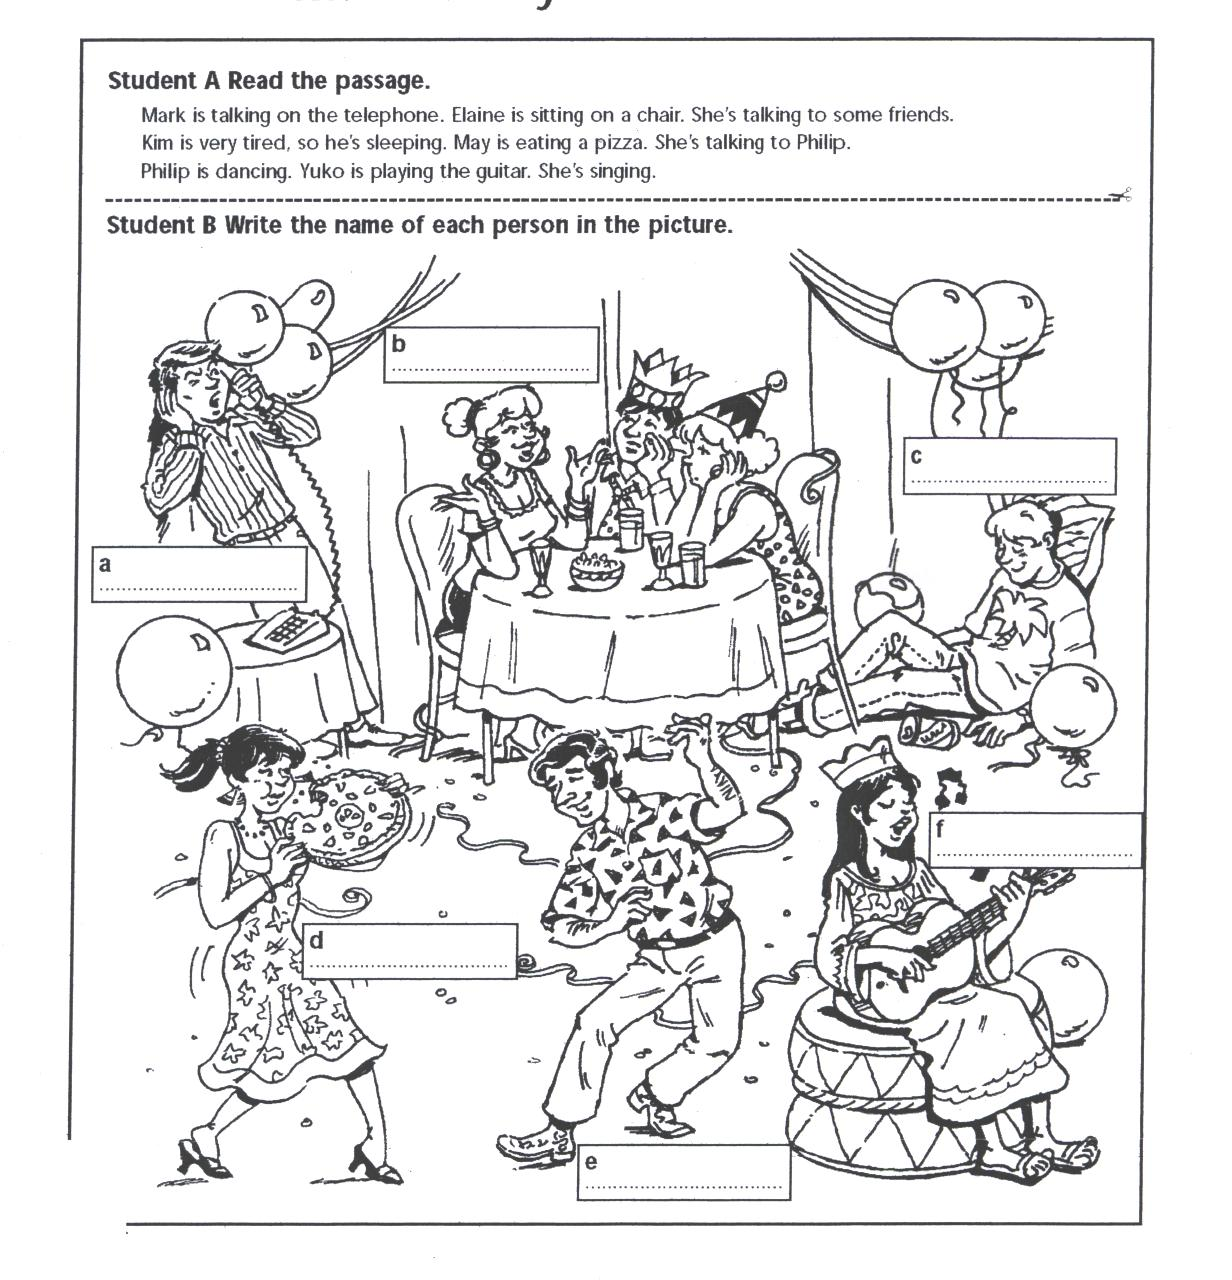 Student A Read the passage.
Mark is talking on the telephone. Elaine is sitting on a chair. She's talking to some friends.
Kim is very tired, so he's sleeping. May is eating a pizza. She's talking to Philip.
Philip is dancing. Yuko is playing the guitar. She's singing.
Student B Write the name of each person in the picture.
b
c
a
f
d
e